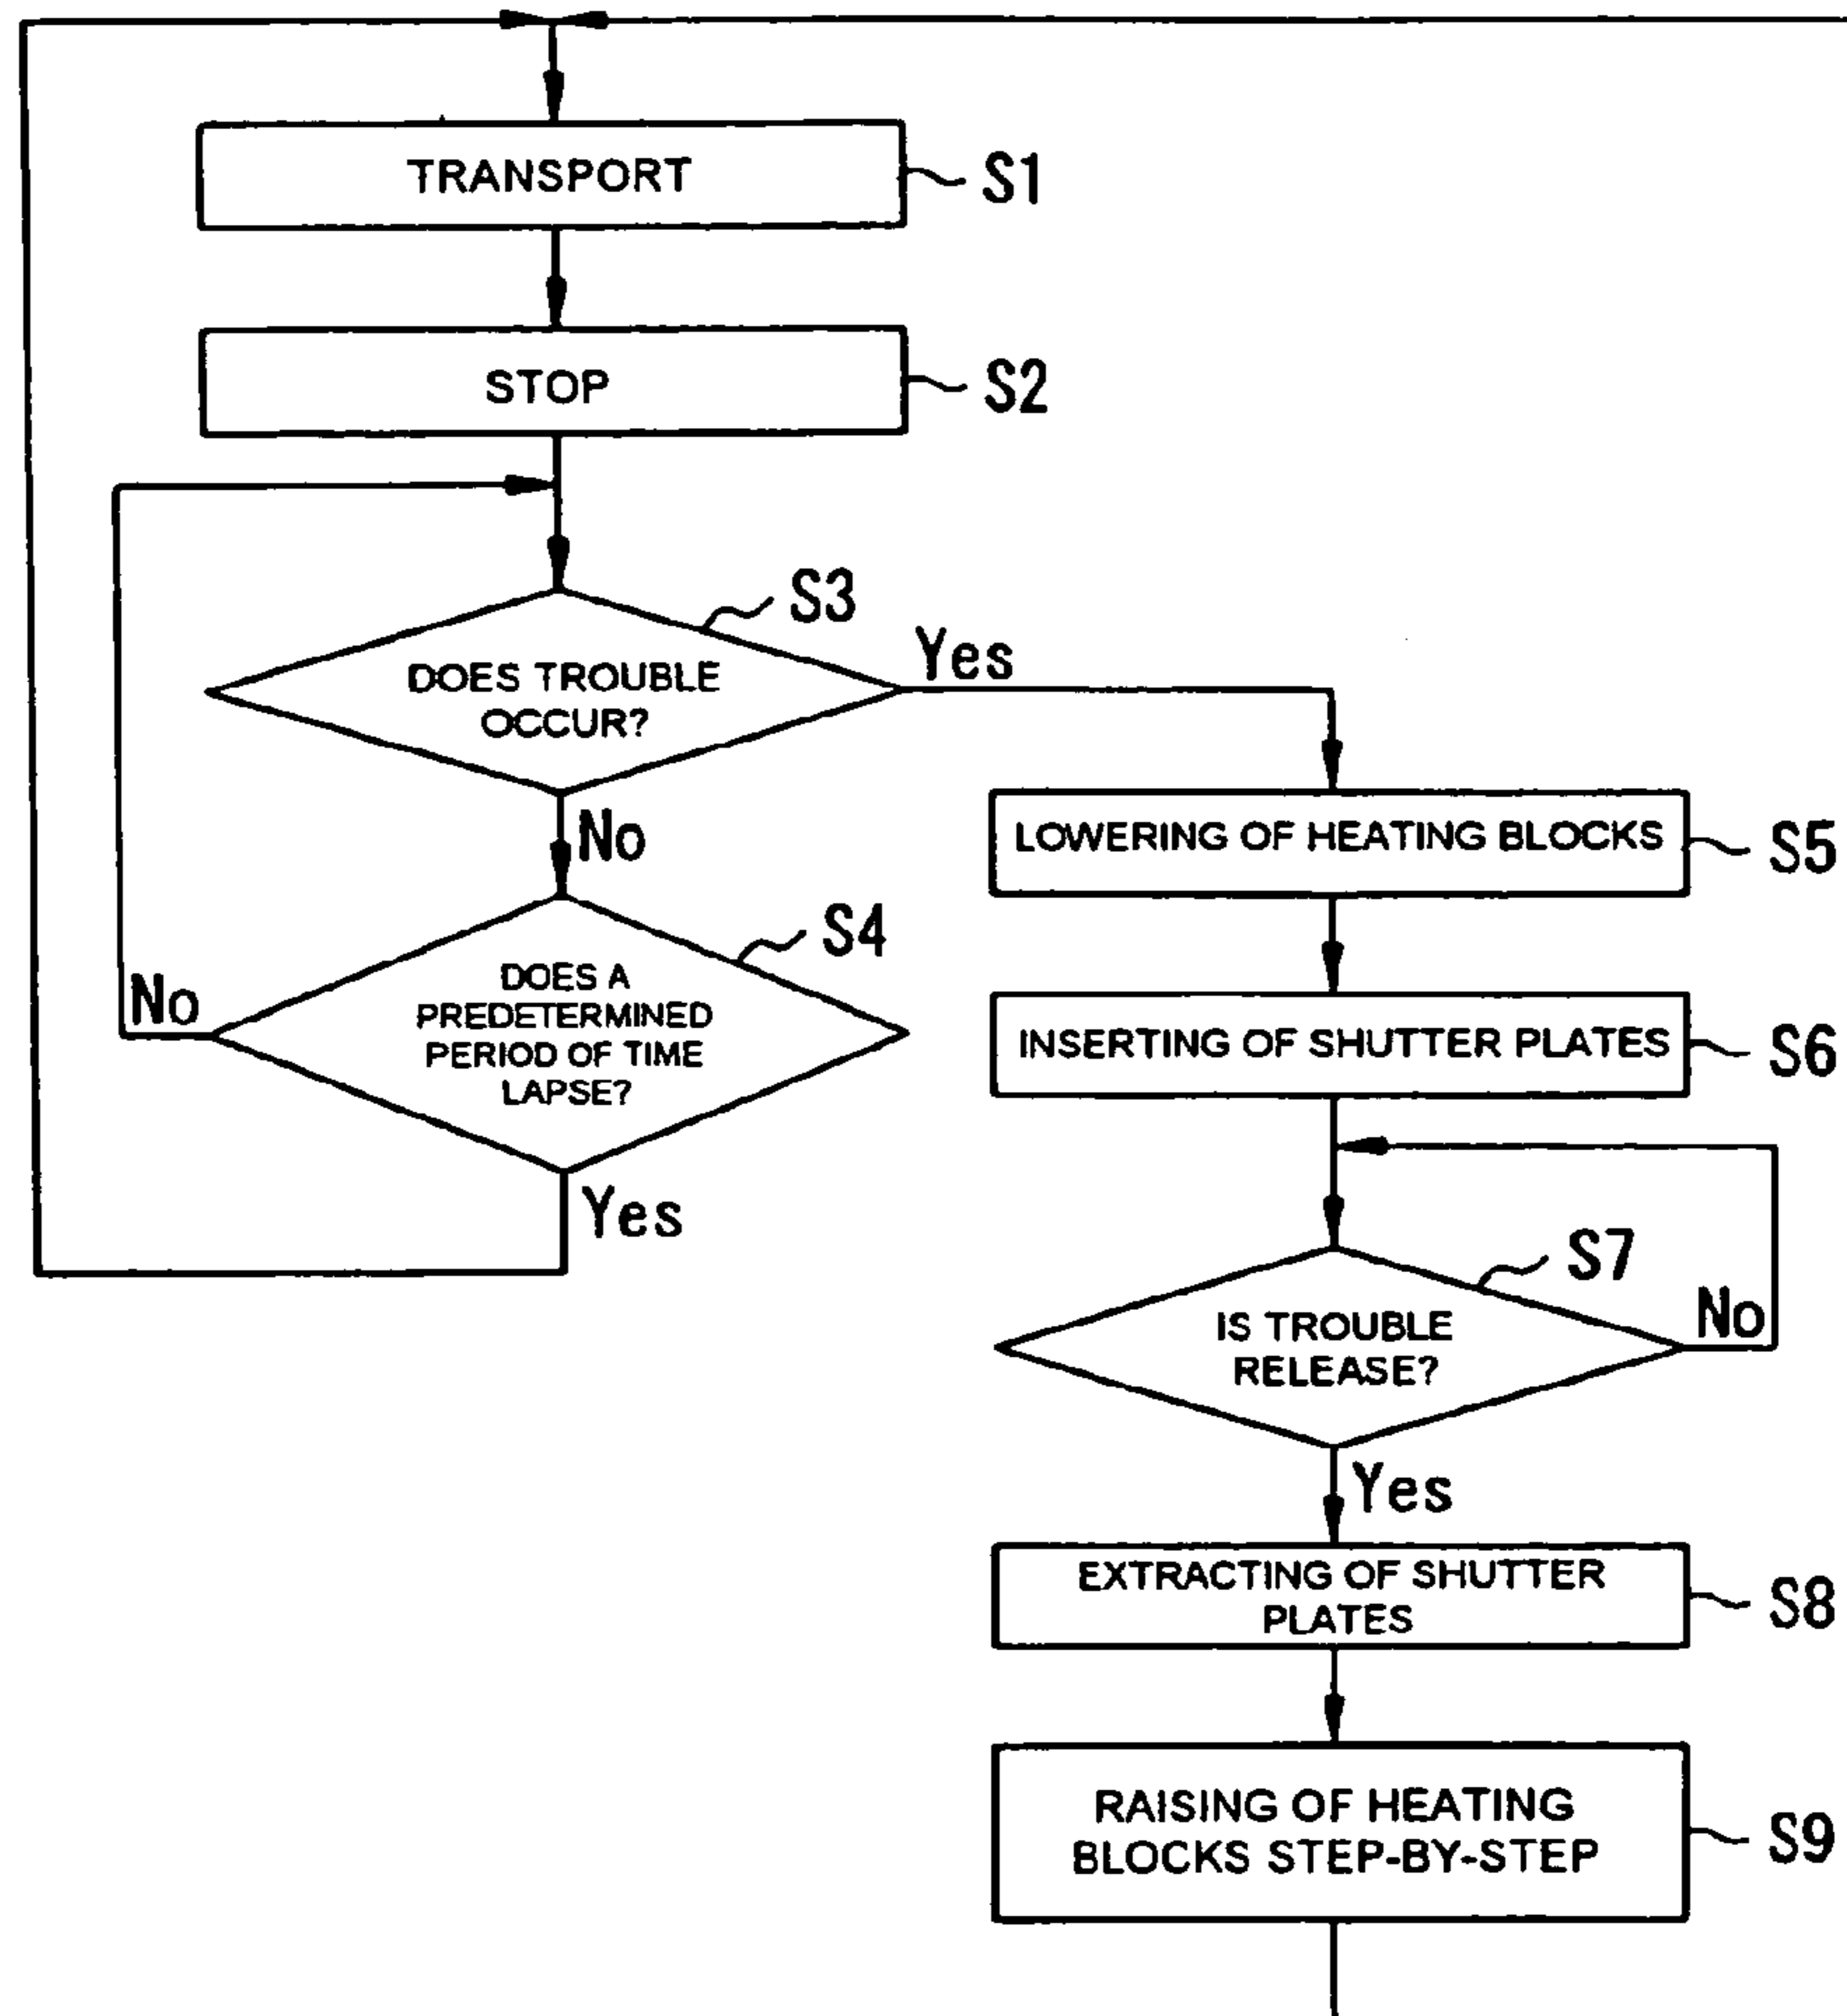 TRANSPORT
S1
STOP
S2
S3
DOES TROUBLE
OCCUR?
Yes
No
S4
DOES A
PREDETERMINED
PERIOD OF TIME
LAPSE?
No
Yes
LOWERING OF HEATING BLOCKS
S5
INSERTING OF SHUTTER PLATES
S6
S7
IS TROUBLE
RELEASE?
No
Yes
EXTRACTING OF SHUTTER
PLATES
S8
RAISING OF HEATING
BLOCKS STEP-BY-STEP
S9